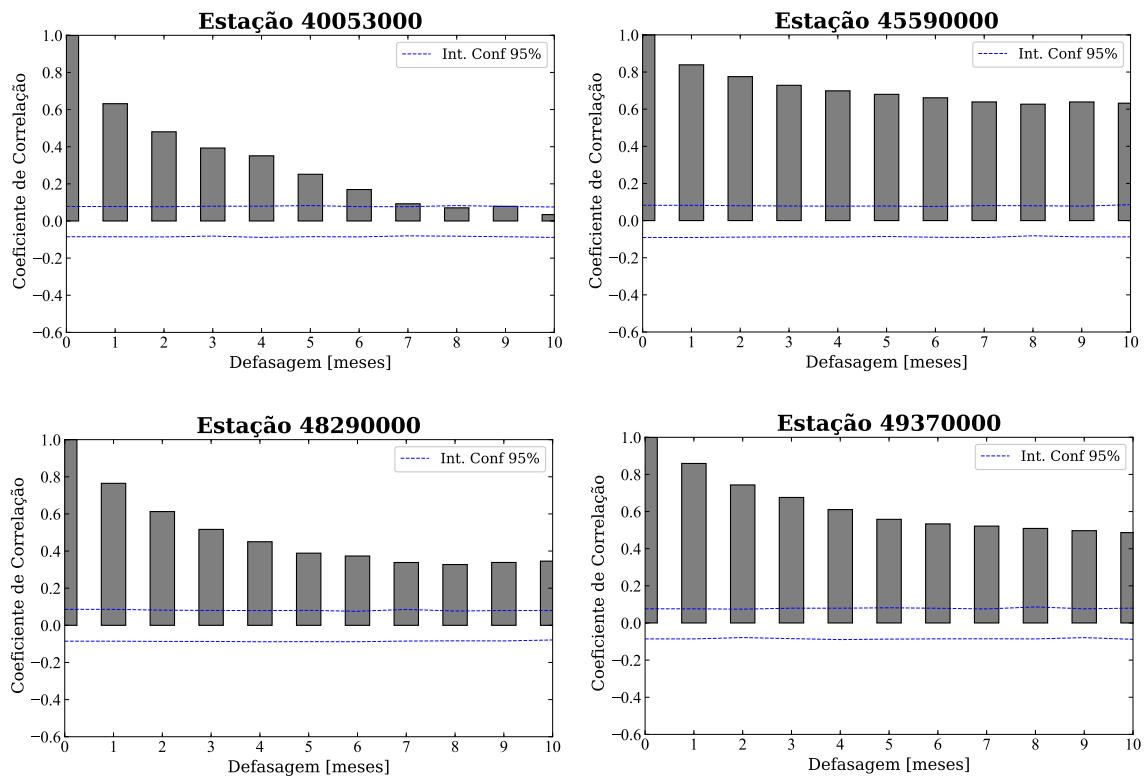 Estação 40053000
Coeficiente de Correlação
1.0
0.8
0.6
0.4
0.2
0.0
−0.2
−0.4
−0.6
Int. Conf 95%
0 1 2 3 4 5 6 7 8 9 10
Defasagem [meses]
Estação 45590000
Coeficiente de Correlação
1.0
0.8
0.6
0.4
0.2
0.0
−0.2
−0.4
−0.6
Int. Conf 95%
0 1 2 3 4 5 6 7 8 9 10
Defasagem [meses]
Estação 48290000
Coeficiente de Correlação
1.0
0.8
0.6
0.4
0.2
0.0
−0.2
−0.4
−0.6
Int. Conf 95%
0 1 2 3 4 5 6 7 8 9 10
Defasagem [meses]
Estação 49370000
Coeficiente de Correlação
1.0
0.8
0.6
0.4
0.2
0.0
−0.2
−0.4
−0.6
Int. Conf 95%
0 1 2 3 4 5 6 7 8 9 10
Defasagem [meses]